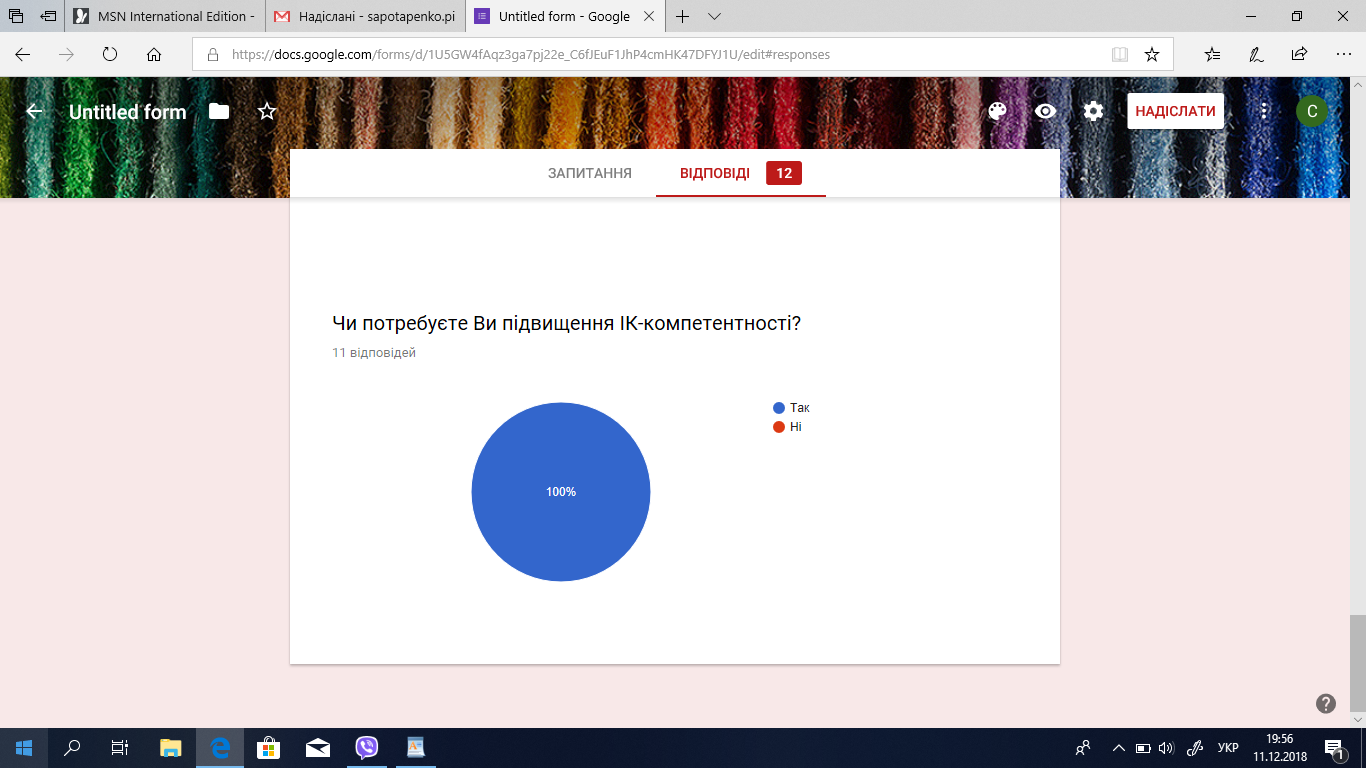 MSN International Edition -
Надіслані - sapotapenko.pi
Untitled form - Google
https://docs.google.com/forms/d/1U5GW4fAqz3ga7pj22e_C6fJEuF1JhP4cmHK47DFYJ1U/edit#responses
Untitled form
НАДІСЛАТИ
С
ЗАПИТАННЯ
ВІДПОВІДІ 12
Чи потребуєте Ви підвищення ІК-компетентності?
11 відповідей
Так
Ні
100%
УКР
19:56
11.12.2018
1